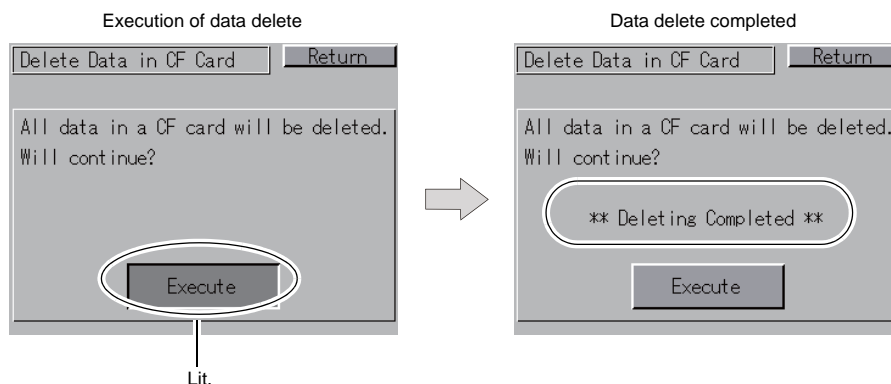 Execution of data delete
Delete Data in CF Card
Return
All data in a CF card will be deleted.
Will continue?
Execute
Lit.
Data delete completed
Delete Data in CF Card
Return
All data in a CF card will be deleted.
Will continue?
** Deleting Completed **
Execute